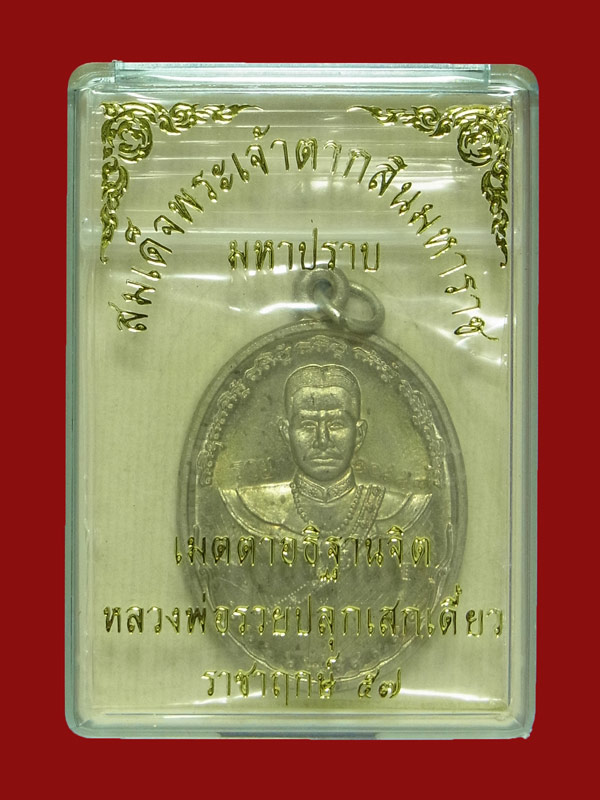 สมเด็จพระเจ้าตากสินมหาราช
มหาปราบ
เมตตาอธิฐานจิต
หลวงพ่อรวยปลุกเสกเดี่ยว
ราชาฤกษ์ ๕๗